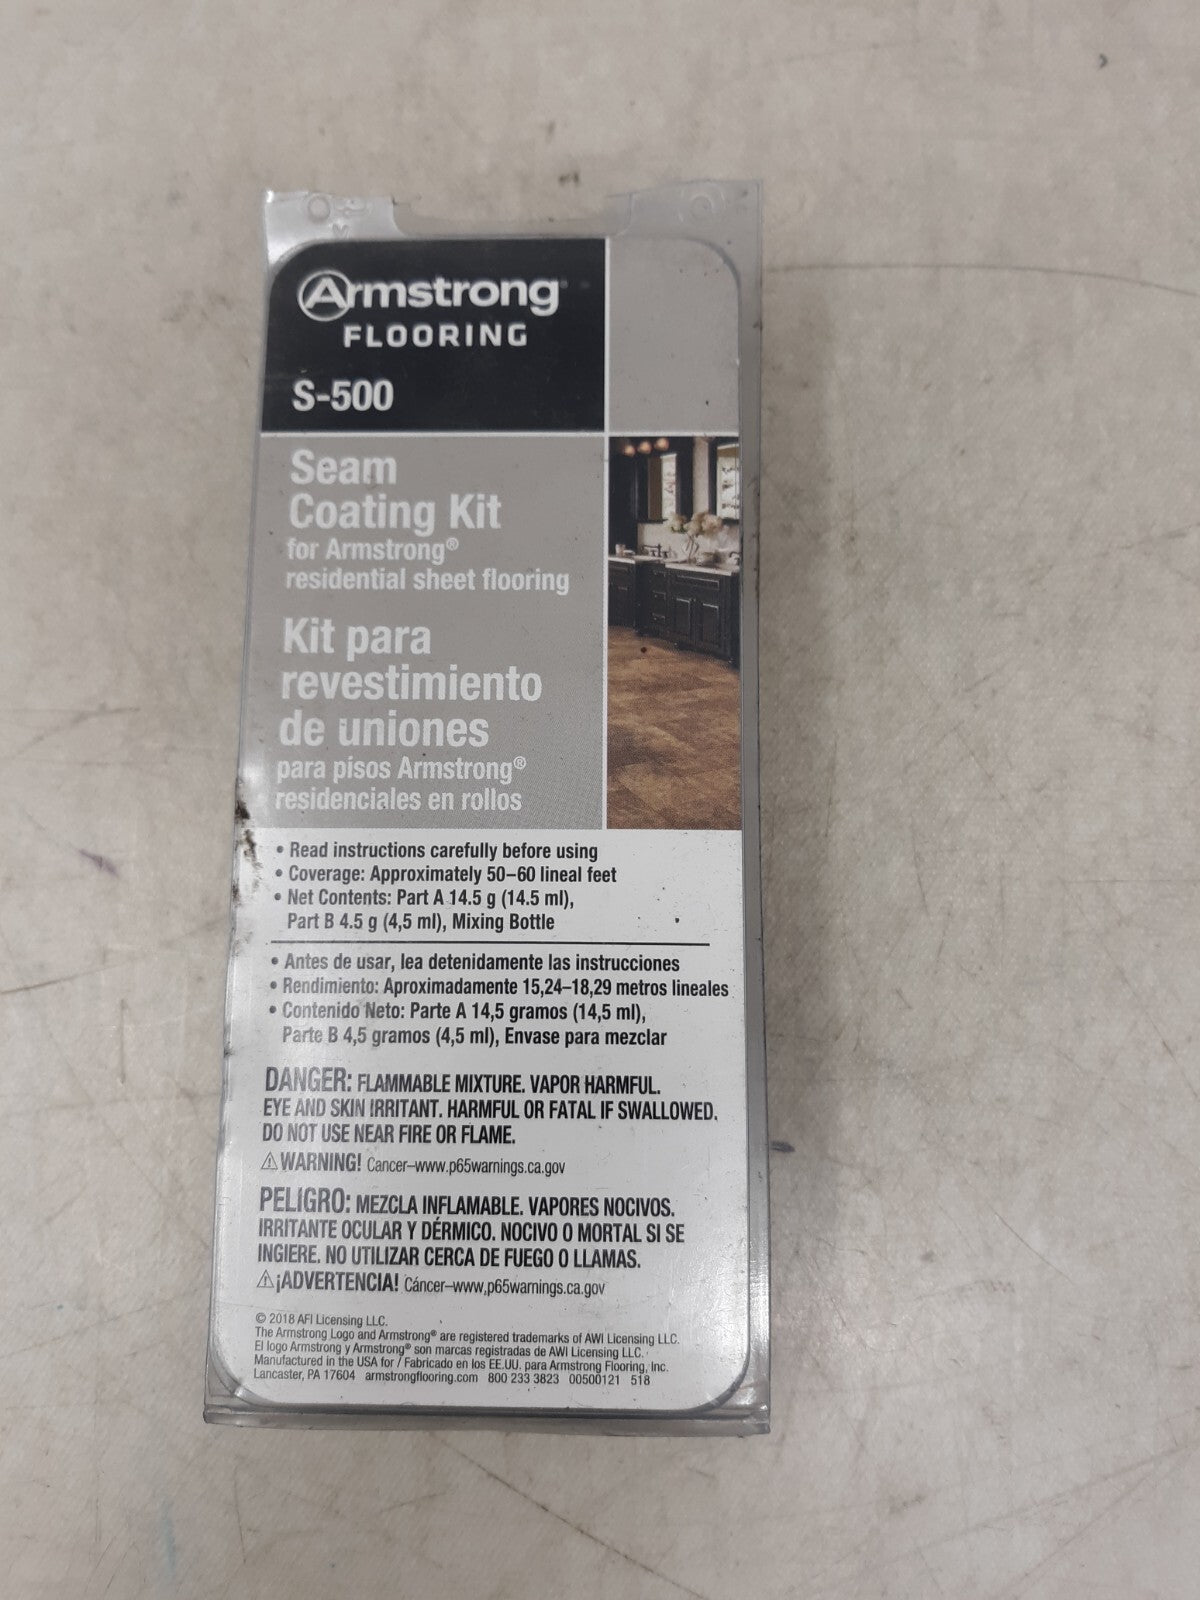 Armstrong
FLOORING
S-500
Seam
Coating Kit
for Armstrong®
residential sheet flooring
Kit para
revestimiento
de uniones
para pisos Armstrong®
residenciales en rollos
• Read instructions carefully before using
• Coverage: Approximately 50–60 lineal feet
• Net Contents: Part A 14.5 g (14.5 ml),
Part B 4.5 g (4,5 ml), Mixing Bottle
• Antes de usar, lea detenidamente las instrucciones
• Rendimiento: Aproximadamente 15,24–18,29 metros lineales
• Contenido Neto: Parte A 14,5 gramos (14,5 ml),
Parte B 4,5 gramos (4,5 ml), Envase para mezclar
DANGER: FLAMMABLE MIXTURE. VAPOR HARMFUL.
EYE AND SKIN IRRITANT. HARMFUL OR FATAL IF SWALLOWED.
DO NOT USE NEAR FIRE OR FLAME.
⚠ WARNING! Cancer–www.p65warnings.ca.gov
PELIGRO: MEZCLA INFLAMABLE. VAPORES NOCIVOS.
IRRITANTE OCULAR Y DÉRMICO. NOCIVO O MORTAL SI SE
INGIERE. NO UTILIZAR CERCA DE FUEGO O LLAMAS.
⚠ ¡ADVERTENCIA! Cáncer–www.p65warnings.ca.gov
© 2018 AFI Licensing LLC.
The Armstrong Logo and Armstrong® are registered trademarks of AWI Licensing LLC.
El logo Armstrong y Armstrong® son marcas registradas de AWI Licensing LLC.
Manufactured in the USA for / Fabricado en los EE.UU. para Armstrong Flooring, Inc.
Lancaster, PA 17604 armstrongflooring.com 800 233 3823 00500121 518